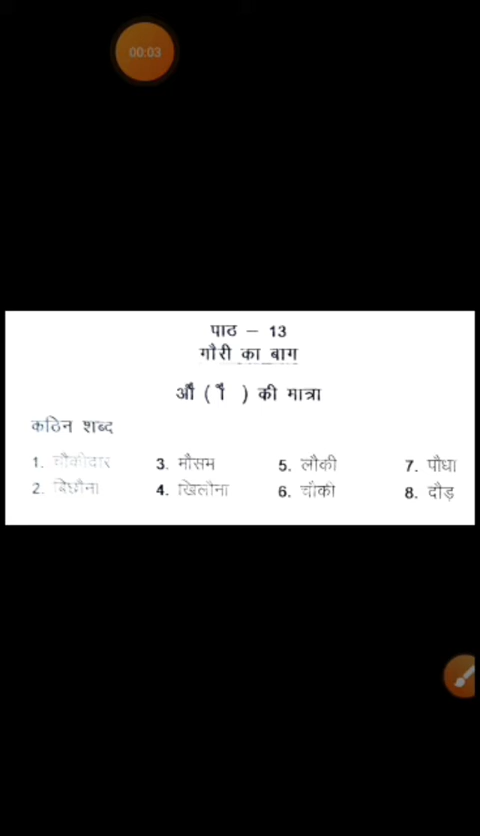 00:03
पाठ – 13
गौरी का बाग
औ ( ौ ) की मात्रा
कठिन शब्द
1. चौकीदार 3. मौसम 5. लौकी 7. पौधा
2. बिछौना 4. खिलौना 6. चौकी 8. दौड़